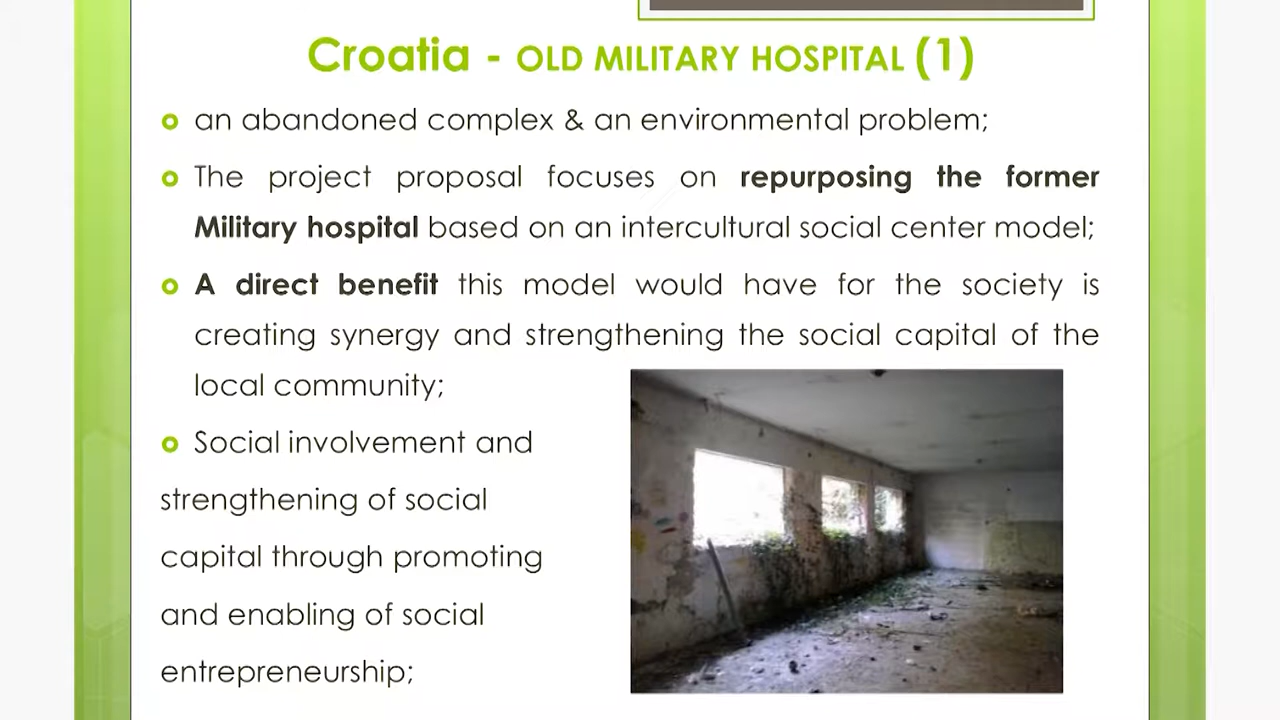 Croatia - OLD MILITARY HOSPITAL (1)
an abandoned complex & an environmental problem;
The project proposal focuses on repurposing the former
Military hospital based on an intercultural social center model;
A direct benefit this model would have for the society is
creating synergy and strengthening the social capital of the
local community;
Social involvement and
strengthening of social
capital through promoting
and enabling of social
entrepreneurship;